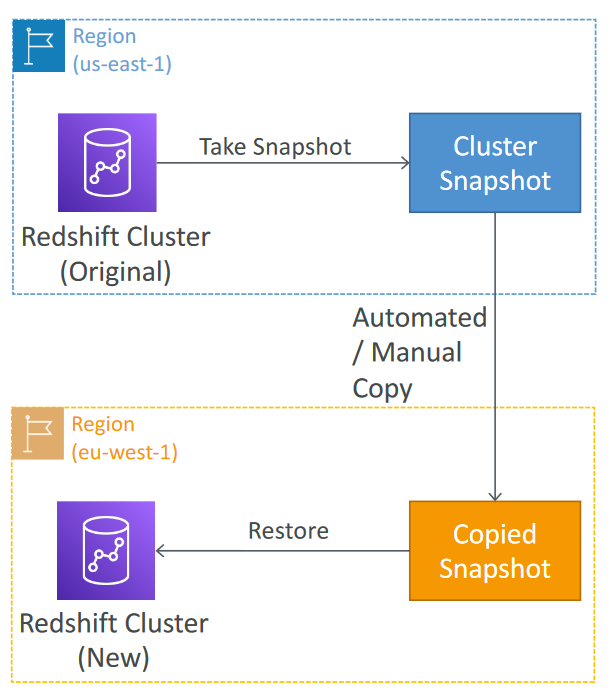 Region
(us-east-1)
Take Snapshot
Cluster
Snapshot
Redshift Cluster
(Original)
Automated
/ Manual
Copy
Region
(eu-west-1)
Restore
Copied
Snapshot
Redshift Cluster
(New)